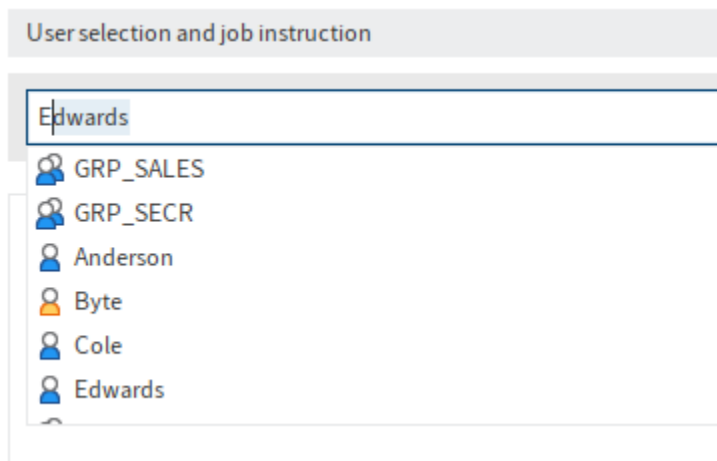 User selection and job instruction
Edwards
GRP_SALES
GRP_SECR
Anderson
Byte
Cole
Edwards